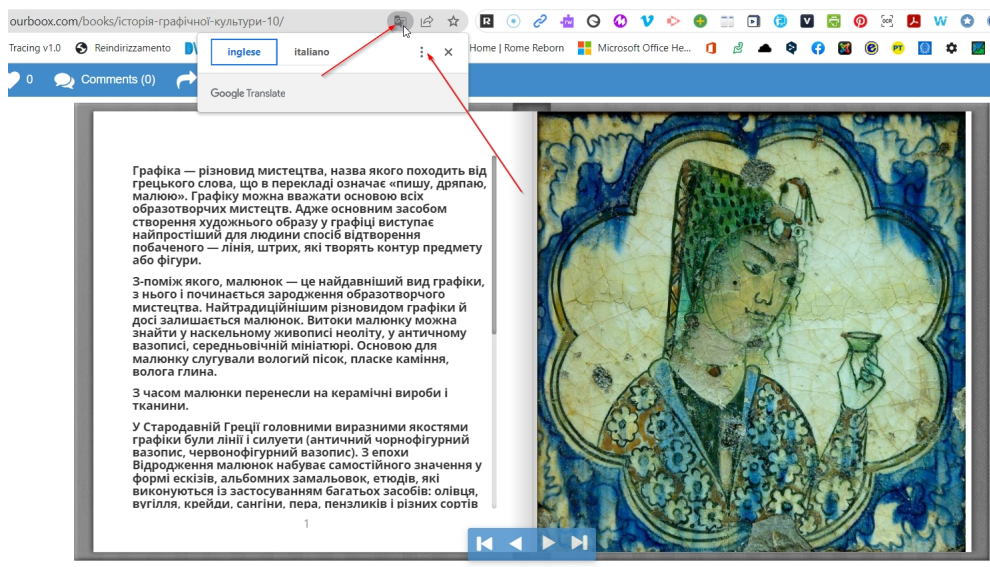 ourboox.com/books/історія-графічної-культури-10/
Tracing v1.0
Reindirizzamento
Home | Rome Reborn
Microsoft Office He...
inglese
italiano
Google Translate
0
Comments (0)
Графіка — різновид мистецтва, назва якого походить від
грецького слова, що в перекладі означає «пишу, дряпаю,
малюю». Графіку можна вважати основою всіх
образотворчих мистецтв. Адже основним засобом
створення художнього образу у графіці виступає
найпростіший для людини спосіб відтворення
побаченого — лінія, штрих, які творять контур предмету
або фігури.
З-поміж якого, малюнок — це найдавніший вид графіки,
з нього і починається зародження образотворчого
мистецтва. Найтрадиційнішим різновидом графіки й
досі залишається малюнок. Витоки малюнку можна
знайти у наскельному живописі неоліту, у античному
вазописі, середньовічній мініатюрі. Основою для
малюнку слугували вологий пісок, пласке каміння,
волога глина.
З часом малюнки перенесли на керамічні вироби і
тканини.
У Стародавній Греції головними виразними якостями
графіки були лінії і силуети (античний чорнофігурний
вазопис, червонофігурний вазопис). З епохи
Відродження малюнок набуває самостійного значення у
формі ескізів, альбомних замальовок, етюдів, які
виконуються із застосуванням багатьох засобів: олівця,
вугілля, крейди, сангіни, пера, пензликів і різних сортів
1